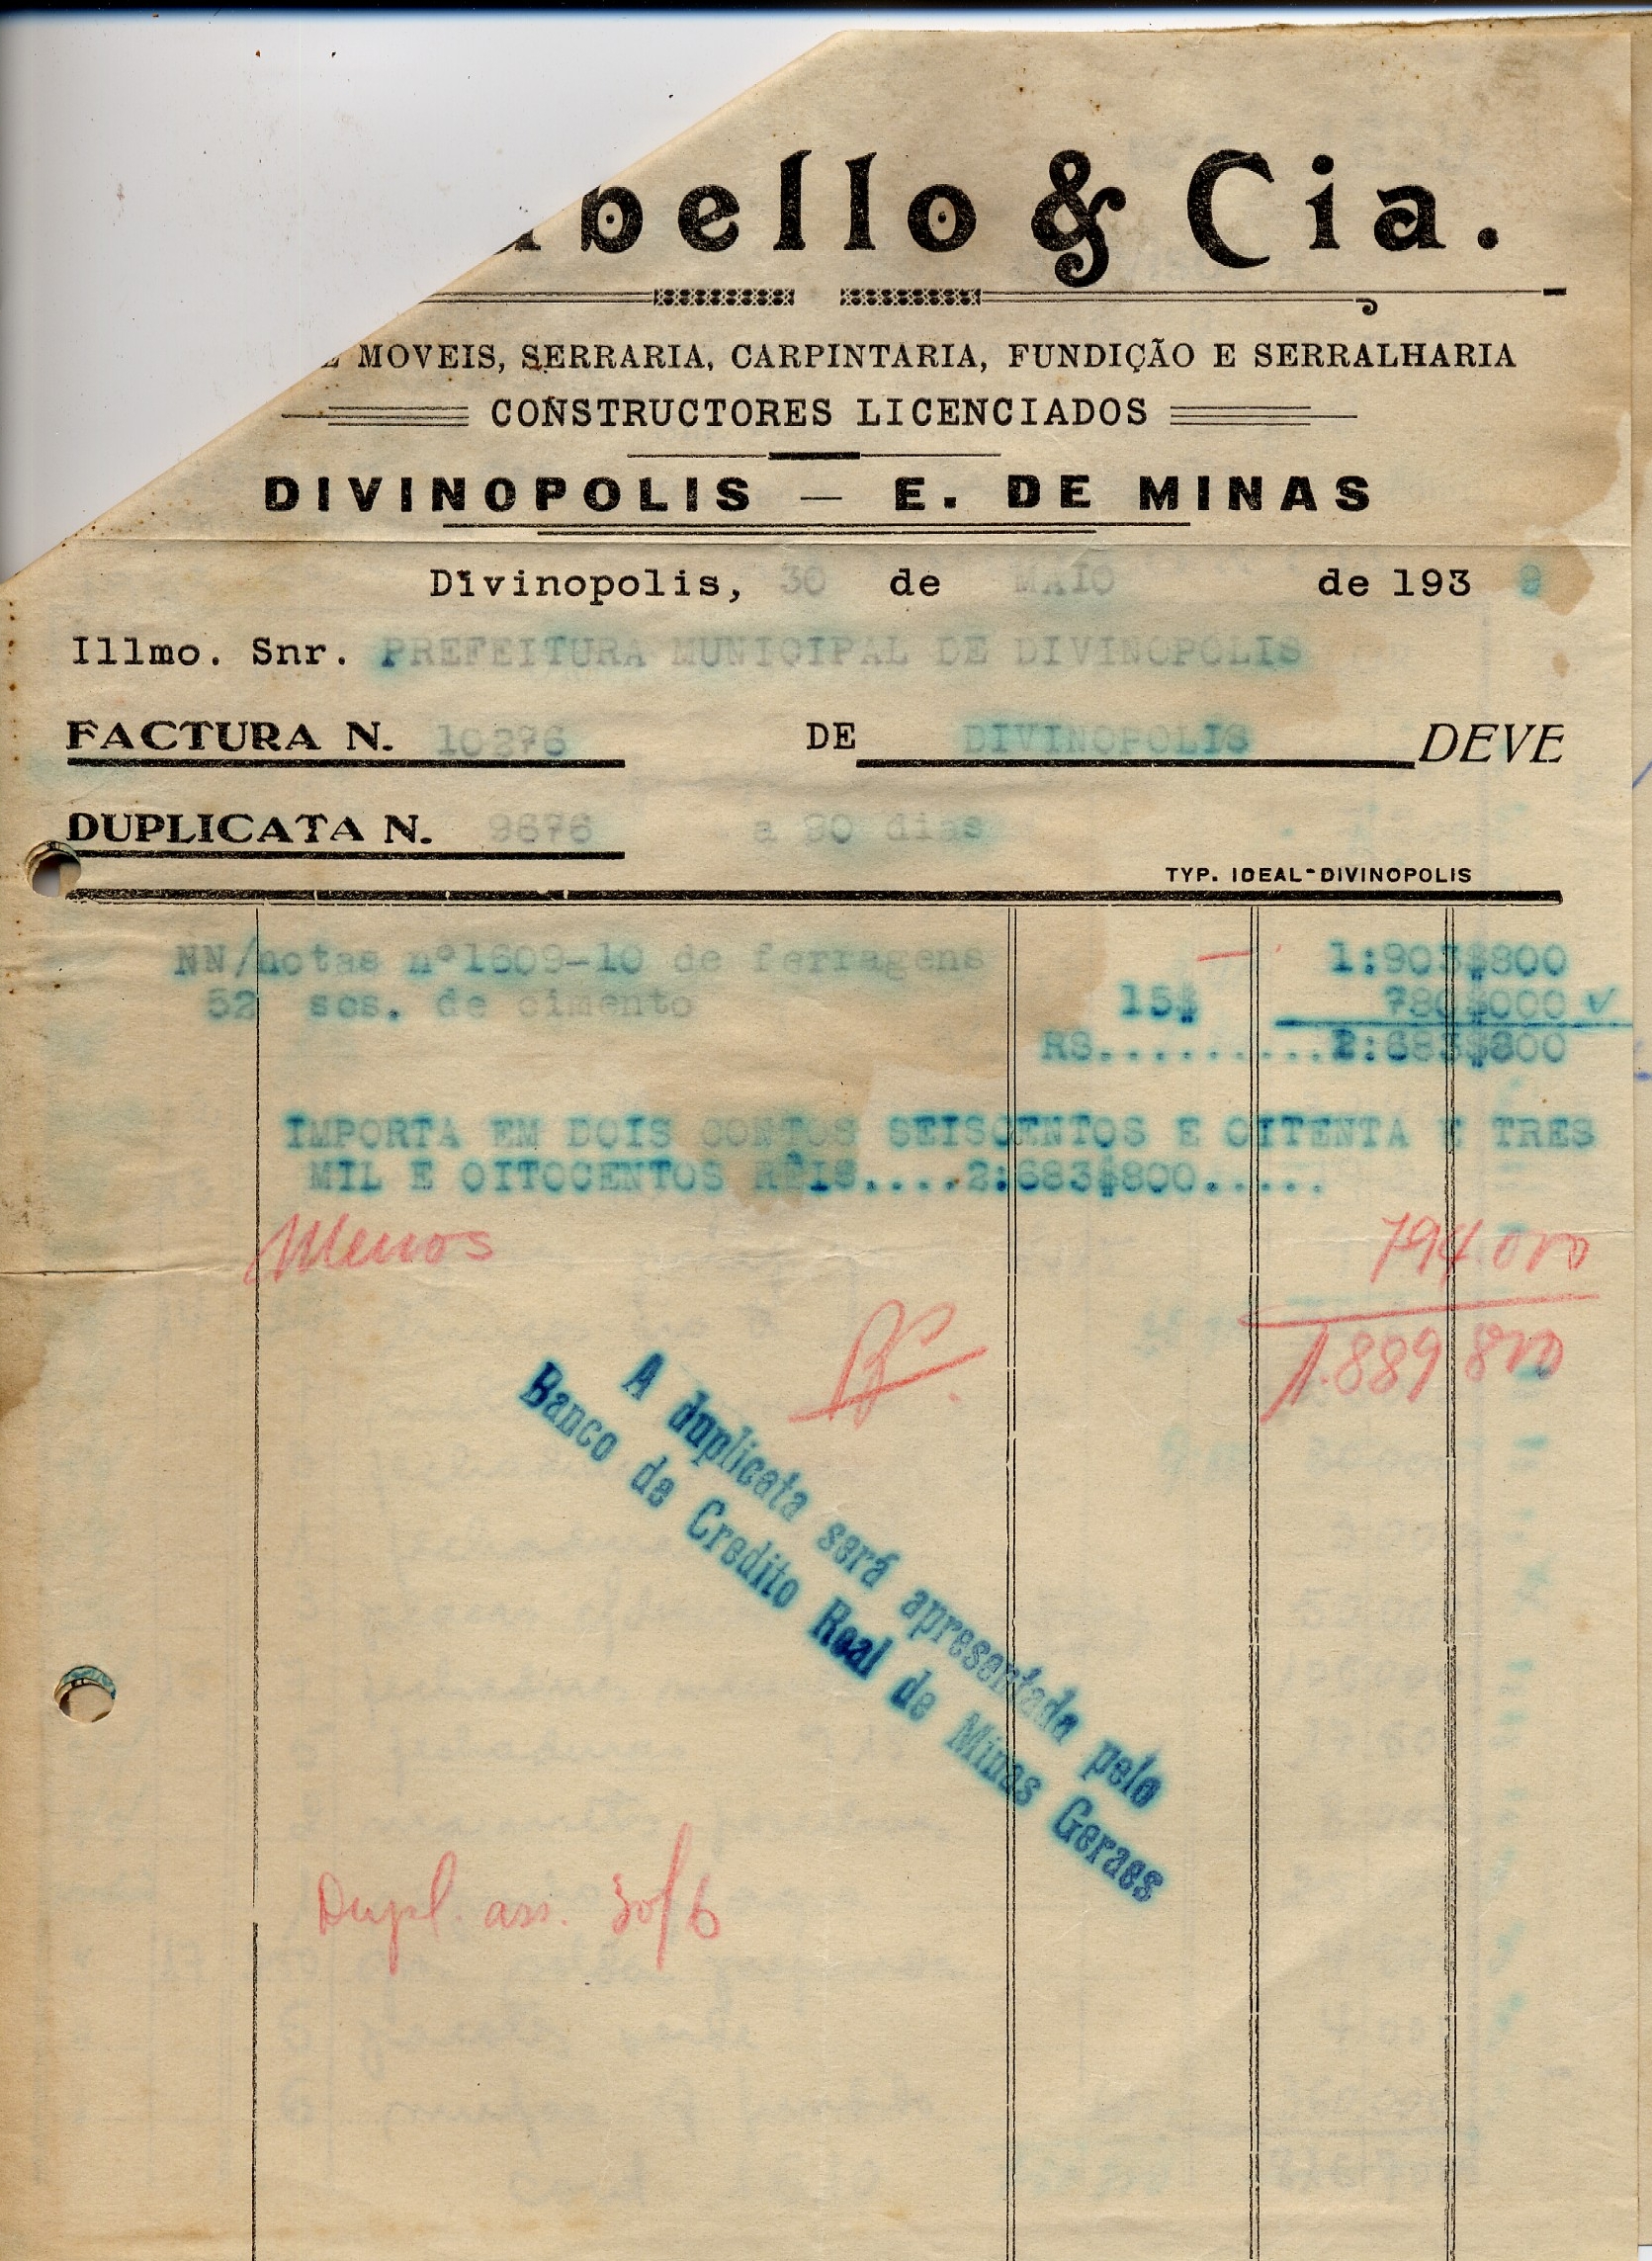 bello & Cia.
E MOVEIS, SERRARIA, CARPINTARIA, FUNDIÇÃO E SERRALHARIA
CONSTRUCTORES LICENCIADOS
DIVINOPOLIS — E. DE MINAS
Divinopolis, 30 de MAIO de 193 9
Illmo. Snr. PREFEITURA MUNICIPAL DE DIVINOPOLIS
FACTURA N. 10276 DE DIVINOPOLIS DEVE
DUPLICATA N. 9676 a 90 dias
TYP. IDEAL-DIVINOPOLIS
NN/notas nº1609-10 de ferragens — 1:903$800
52 scs. de cimento 15$ 780$000 ✓
RS..........2:683$800
IMPORTA EM DOIS CONTOS SEISCENTOS E OITENTA E TRES
MIL E OITOCENTOS RÉIS....2:683$800.....
Menos 794.000
1.889 800
A duplicata será apresentada pelo
Banco de Credito Real de Minas Geraes
Dupl. ass. 30/6